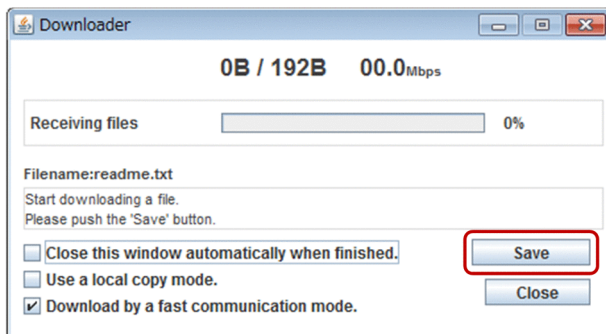 Downloader
0B / 192B 00.0Mbps
Receiving files 0%
Filename:readme.txt
Start downloading a file.
Please push the 'Save' button.
Close this window automatically when finished.
Save
Use a local copy mode.
Close
Download by a fast communication mode.